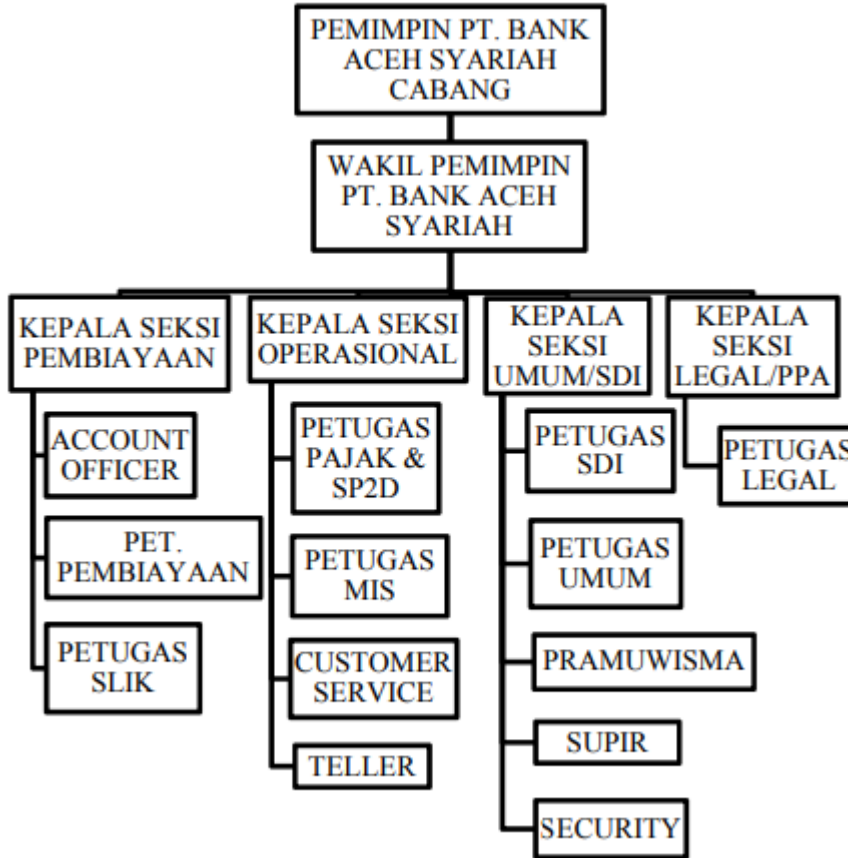 PEMIMPIN PT. BANK
ACEH SYARIAH
CABANG
WAKIL PEMIMPIN
PT. BANK ACEH
SYARIAH
KEPALA SEKSI
PEMBIAYAAN
KEPALA SEKSI
OPERASIONAL
KEPALA
SEKSI
UMUM/SDI
KEPALA
SEKSI
LEGAL/PPA
ACCOUNT
OFFICER
PET.
PEMBIAYAAN
PETUGAS
SLIK
PETUGAS
PAJAK &
SP2D
PETUGAS
MIS
CUSTOMER
SERVICE
TELLER
PETUGAS
SDI
PETUGAS
UMUM
PRAMUWISMA
SUPIR
SECURITY
PETUGAS
LEGAL